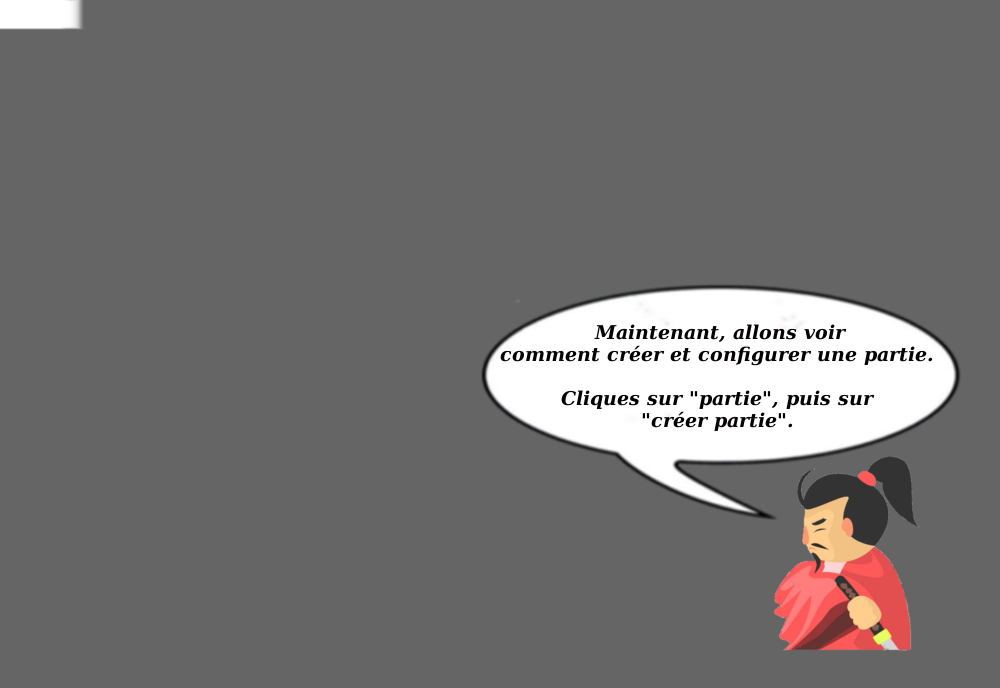 Maintenant, allons voir
comment créer et configurer une partie.
Cliques sur "partie", puis sur
"créer partie".